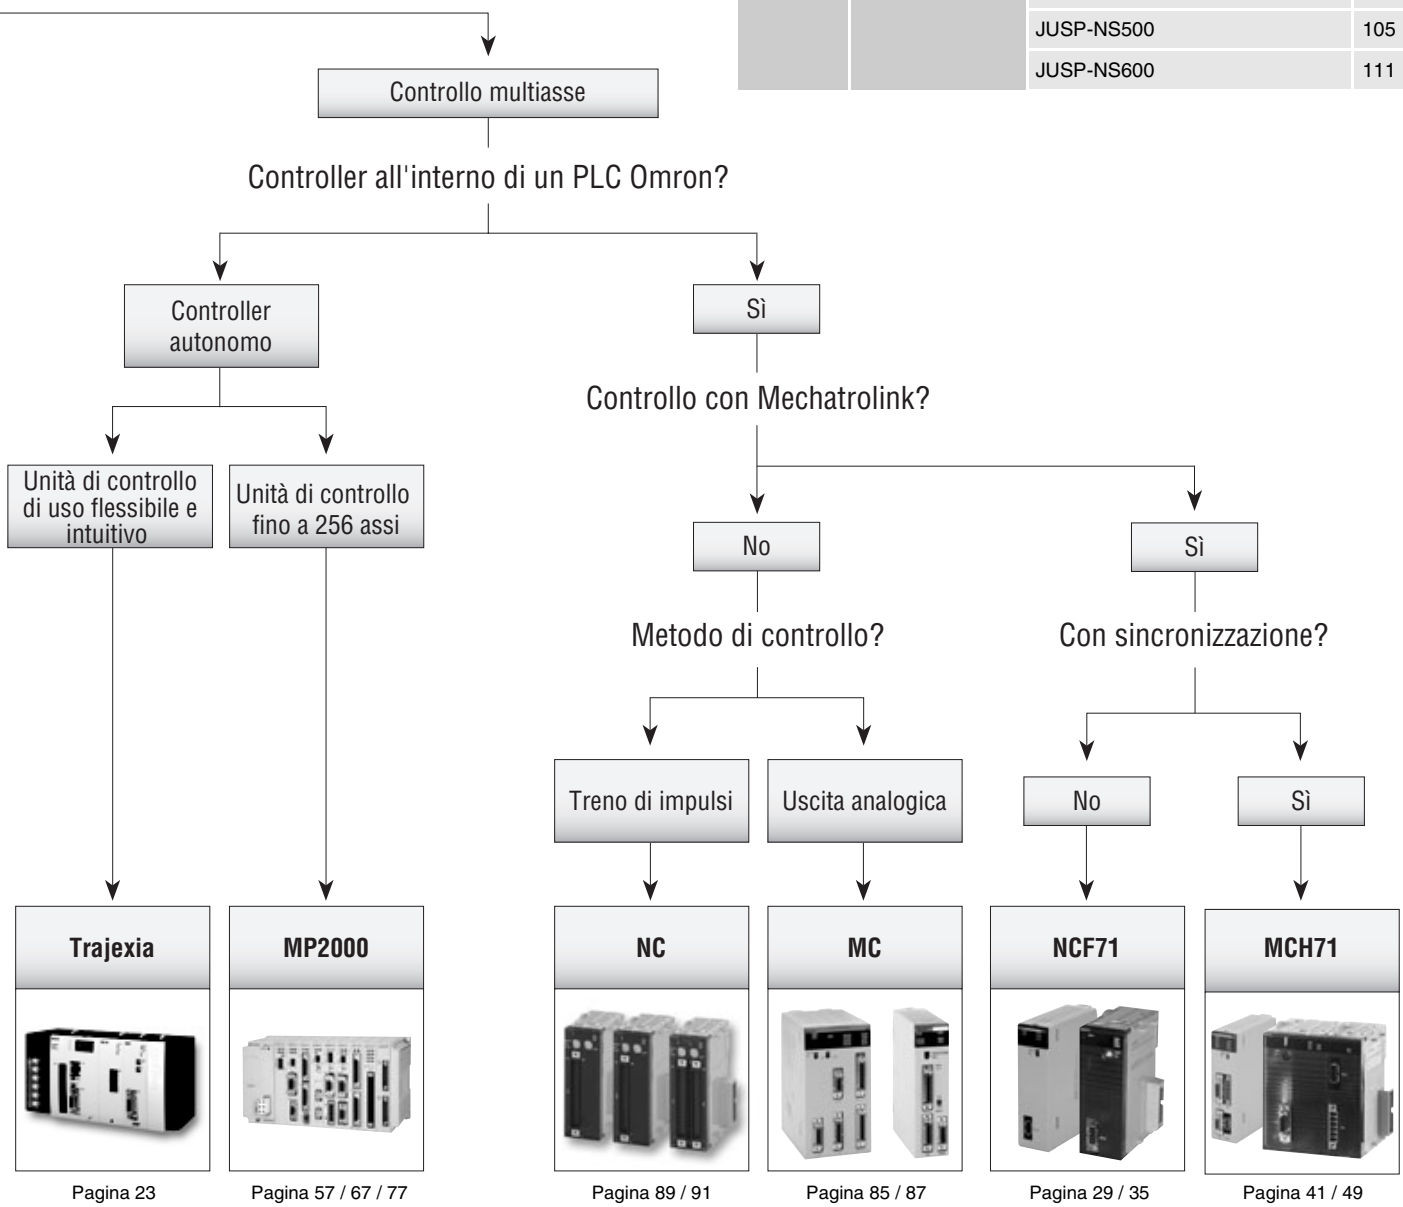 JUSP-NS500 105
JUSP-NS600 111
Controllo multiasse
Controller all'interno di un PLC Omron?
Controller
autonomo
Sì
Controllo con Mechatrolink?
Unità di controllo
di uso flessibile e
intuitivo
Unità di controllo
fino a 256 assi
No
Sì
Metodo di controllo?
Con sincronizzazione?
Treno di impulsi
Uscita analogica
No
Sì
Trajexia
MP2000
NC
MC
NCF71
MCH71
Pagina 23
Pagina 57 / 67 / 77
Pagina 89 / 91
Pagina 85 / 87
Pagina 29 / 35
Pagina 41 / 49